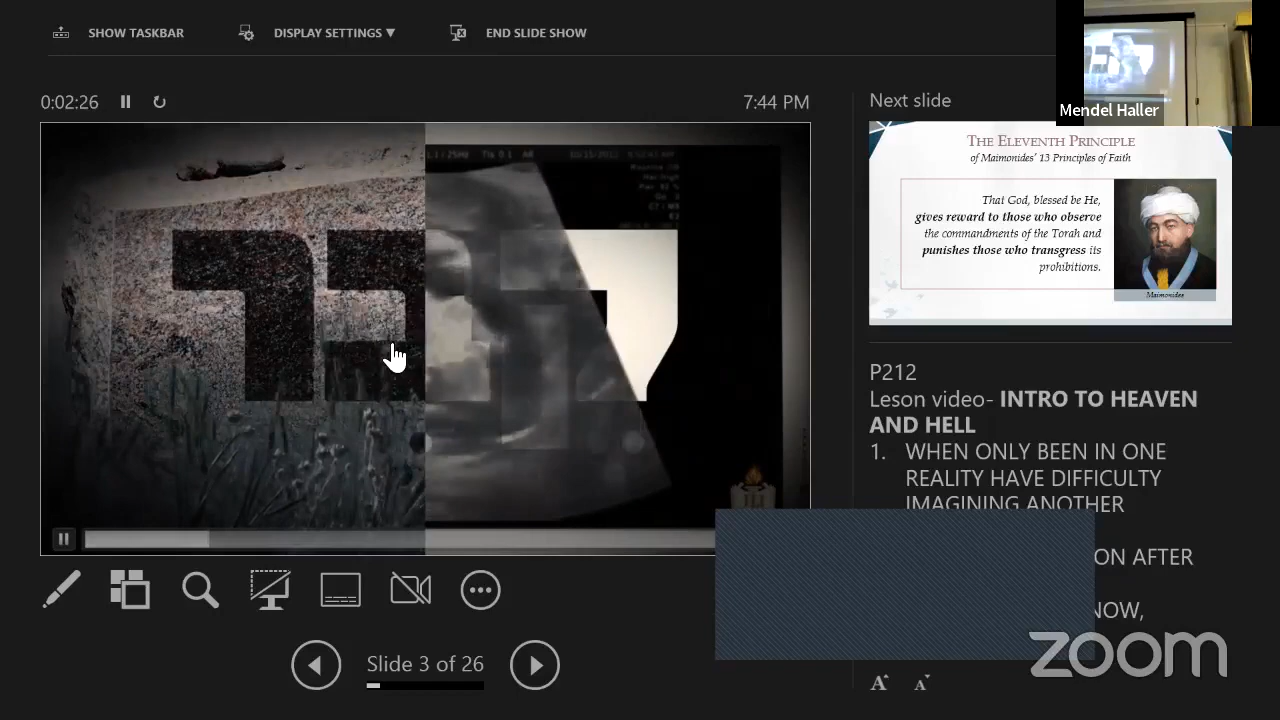 SHOW TASKBAR
DISPLAY SETTINGS ▼
END SLIDE SHOW
Mendel Haller
0:02:26
7:44 PM
קבר
Next slide
THE ELEVENTH PRINCIPLE
of Maimonides' 13 Principles of Faith
That God, blessed be He,
gives reward to those who observe
the commandments of the Torah and
punishes those who transgress its
prohibitions.
Maimonides
P212
Leson video- INTRO TO HEAVEN
AND HELL
1. WHEN ONLY BEEN IN ONE
REALITY HAVE DIFFICULTY
IMAGINING ANOTHER
ON AFTER
NOW,
Slide 3 of 26
zoom